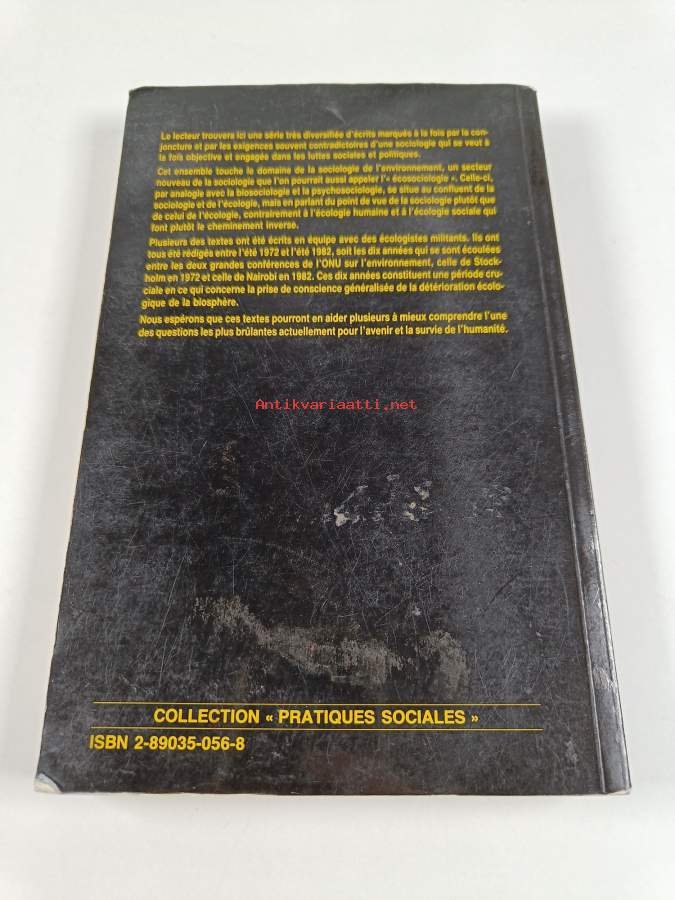 Le lecteur trouvera ici une série très diversifiée d'écrits marqués à la fois par la con-
joncture et par les exigences souvent contradictoires d'une sociologie qui se veut à
la fois objective et engagée dans les luttes sociales et politiques.
Cet ensemble touche le domaine de la sociologie de l'environnement, un secteur
nouveau de la sociologie que l'on pourrait aussi appeler l'« écosociologie ». Celle-ci,
par analogie avec la biosociologie et la psychosociologie, se situe au confluent de la
sociologie et de l'écologie, mais en parlant du point de vue de la sociologie plutôt que
de celui de l'écologie, contrairement à l'écologie humaine et à l'écologie sociale qui
font plutôt le cheminement inverse.
Plusieurs des textes ont été écrits en équipe avec des écologistes militants. Ils ont
tous été rédigés entre l'été 1972 et l'été 1982, soit les dix années qui se sont écoulées
entre les deux grandes conférences de l'ONU sur l'environnement, celle de Stock-
holm en 1972 et celle de Nairobi en 1982. Ces dix années constituent une période cru-
ciale en ce qui concerne la prise de conscience généralisée de la détérioration écolo-
gique de la biosphère.
Nous espérons que ces textes pourront en aider plusieurs à mieux comprendre l'une
des questions les plus brûlantes actuellement pour l'avenir et la survie de l'humanité.
Antikvariaatti.net
COLLECTION « PRATIQUES SOCIALES »
ISBN 2-89035-056-8